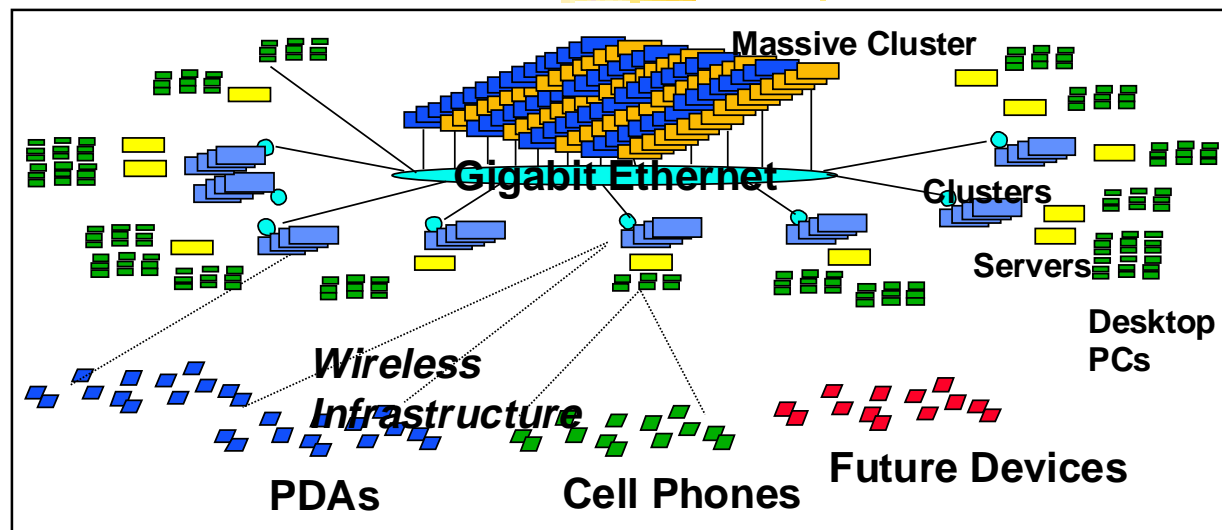 Massive Cluster
Gigabit Ethernet
Clusters
Servers
Desktop
PCs
Wireless
Infrastructure
PDAs
Cell Phones
Future Devices